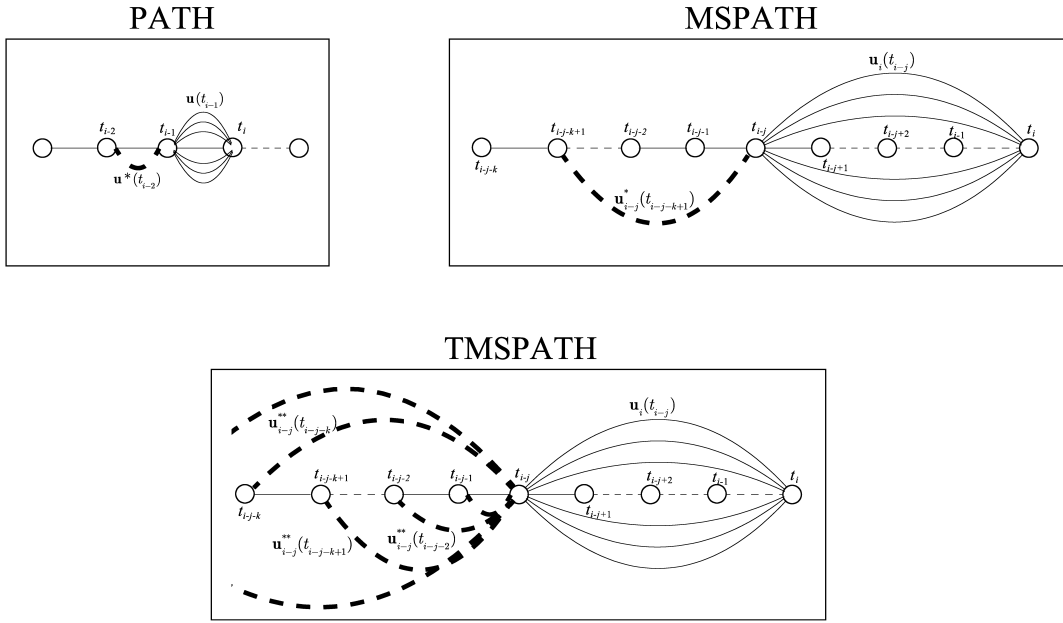 PATH
MSPATH
u(t_{i-1})
t_{i-2}
t_{i-1}
t_i
u*(t_{i-2})
u_i(t_{i-j})
t_{i-j-k+1}
t_{i-j-2}
t_{i-j-1}
t_{i-j}
t_{i-j+2}
t_{i-1}
t_i
t_{i-j-k}
t_{i-j+1}
u^*_{i-j}(t_{i-j-k+1})
TMSPATH
u^{**}_{i-j}(t_{i-j-k})
u_i(t_{i-j})
t_{i-j-k+1}
t_{i-j-2}
t_{i-j-1}
t_{i-j}
t_{i-j+2}
t_{i-1}
t_i
t_{i-j-k}
t_{i-j+1}
u^{**}_{i-j}(t_{i-j-k+1})
u^{**}_{i-j}(t_{i-j-2})